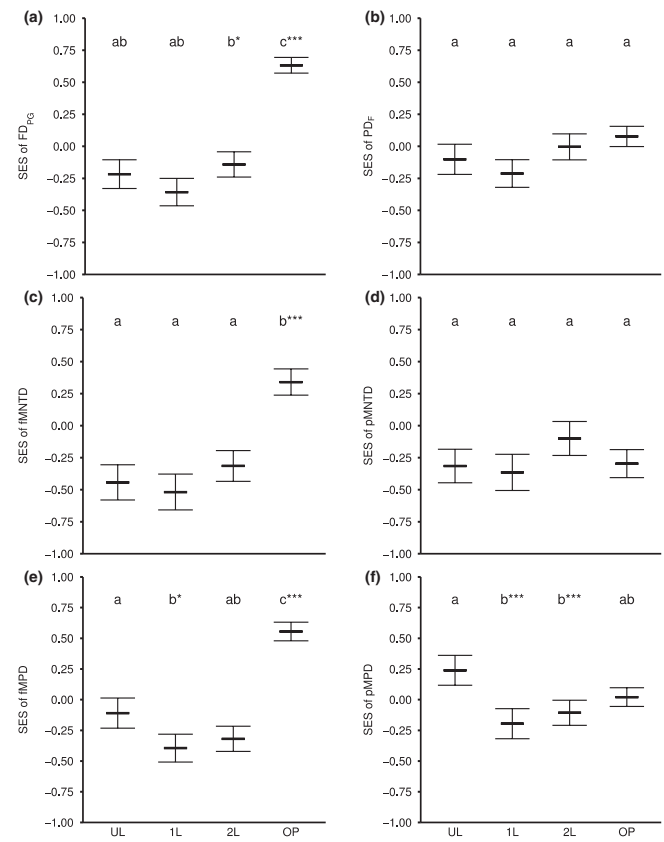 (a)
1.00
0.75
0.50
0.25
0.00
−0.25
−0.50
−0.75
−1.00
SES of FD_PG
ab ab b* c***
(b)
1.00
0.75
0.50
0.25
0.00
−0.25
−0.50
−0.75
−1.00
SES of PD_F
a a a a
(c)
1.00
0.75
0.50
0.25
0.00
−0.25
−0.50
−0.75
−1.00
SES of fMNTD
a a a b***
(d)
1.00
0.75
0.50
0.25
0.00
−0.25
−0.50
−0.75
−1.00
SES of pMNTD
a a a a
(e)
1.00
0.75
0.50
0.25
0.00
−0.25
−0.50
−0.75
−1.00
SES of fMPD
a b* ab c***
UL 1L 2L OP
(f)
1.00
0.75
0.50
0.25
0.00
−0.25
−0.50
−0.75
−1.00
SES of pMPD
a b*** b*** ab
UL 1L 2L OP